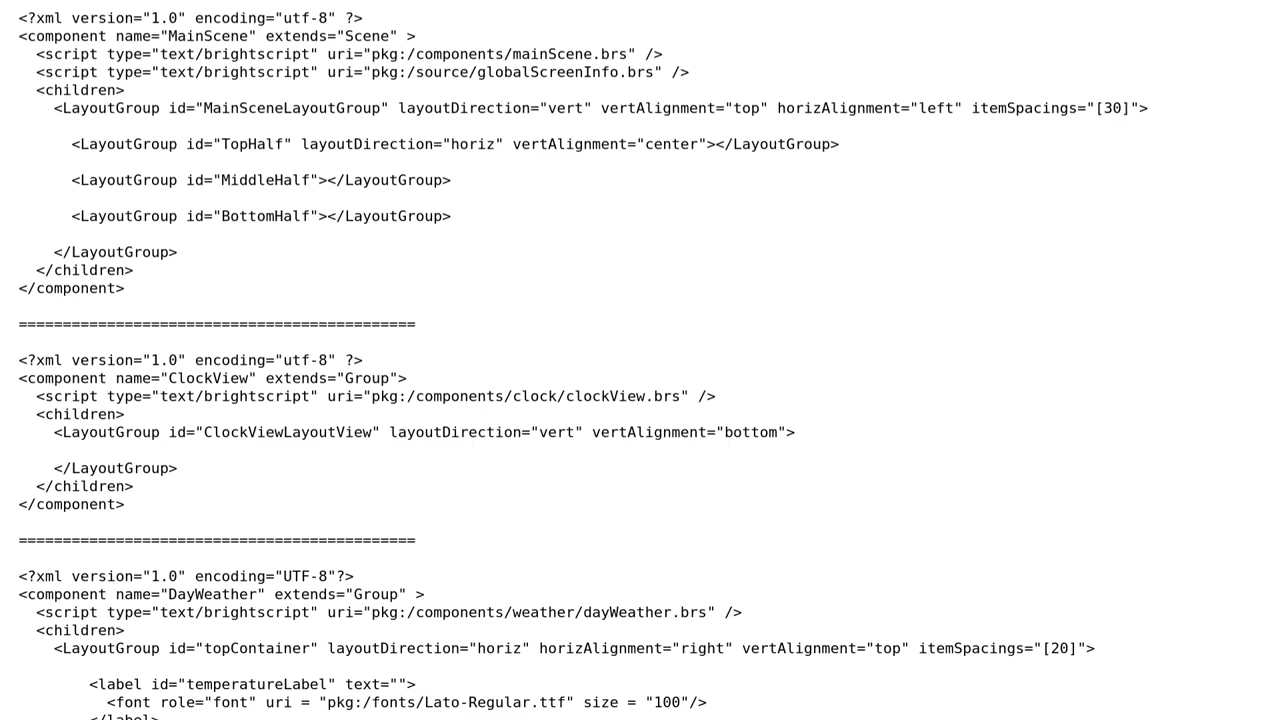 <?xml version="1.0" encoding="utf-8" ?>
<component name="MainScene" extends="Scene" >
  <script type="text/brightscript" uri="pkg:/components/mainScene.brs" />
  <script type="text/brightscript" uri="pkg:/source/globalScreenInfo.brs" />
  <children>
    <LayoutGroup id="MainSceneLayoutGroup" layoutDirection="vert" vertAlignment="top" horizAlignment="left" itemSpacings="[30]">

      <LayoutGroup id="TopHalf" layoutDirection="horiz" vertAlignment="center"></LayoutGroup>

      <LayoutGroup id="MiddleHalf"></LayoutGroup>

      <LayoutGroup id="BottomHalf"></LayoutGroup>

    </LayoutGroup>
  </children>
</component>

=============================================

<?xml version="1.0" encoding="utf-8" ?>
<component name="ClockView" extends="Group">
  <script type="text/brightscript" uri="pkg:/components/clock/clockView.brs" />
  <children>
    <LayoutGroup id="ClockViewLayoutView" layoutDirection="vert" vertAlignment="bottom">

    </LayoutGroup>
  </children>
</component>

=============================================

<?xml version="1.0" encoding="UTF-8"?>
<component name="DayWeather" extends="Group" >
  <script type="text/brightscript" uri="pkg:/components/weather/dayWeather.brs" />
  <children>
    <LayoutGroup id="topContainer" layoutDirection="horiz" horizAlignment="right" vertAlignment="top" itemSpacings="[20]">

        <label id="temperatureLabel" text="">
          <font role="font" uri = "pkg:/fonts/Lato-Regular.ttf" size = "100"/>
        </label>